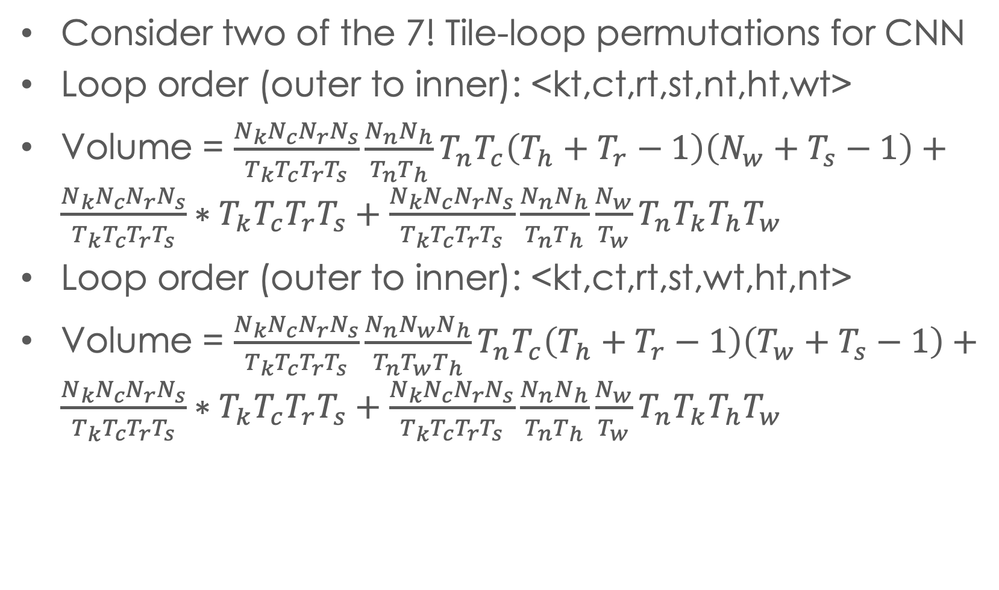 • Consider two of the 7! Tile-loop permutations for CNN
• Loop order (outer to inner): <kt,ct,rt,st,nt,ht,wt>
• Volume = \frac{N_k N_c N_r N_s}{T_k T_c T_r T_s} \frac{N_n N_h}{T_n T_h} T_n T_c (T_h + T_r − 1)(N_w + T_s − 1) +
\frac{N_k N_c N_r N_s}{T_k T_c T_r T_s} * T_k T_c T_r T_s + \frac{N_k N_c N_r N_s}{T_k T_c T_r T_s} \frac{N_n N_h}{T_n T_h} \frac{N_w}{T_w} T_n T_k T_h T_w
• Loop order (outer to inner): <kt,ct,rt,st,wt,ht,nt>
• Volume = \frac{N_k N_c N_r N_s}{T_k T_c T_r T_s} \frac{N_n N_w N_h}{T_n T_w T_h} T_n T_c (T_h + T_r − 1)(T_w + T_s − 1) +
\frac{N_k N_c N_r N_s}{T_k T_c T_r T_s} * T_k T_c T_r T_s + \frac{N_k N_c N_r N_s}{T_k T_c T_r T_s} \frac{N_n N_h}{T_n T_h} \frac{N_w}{T_w} T_n T_k T_h T_w